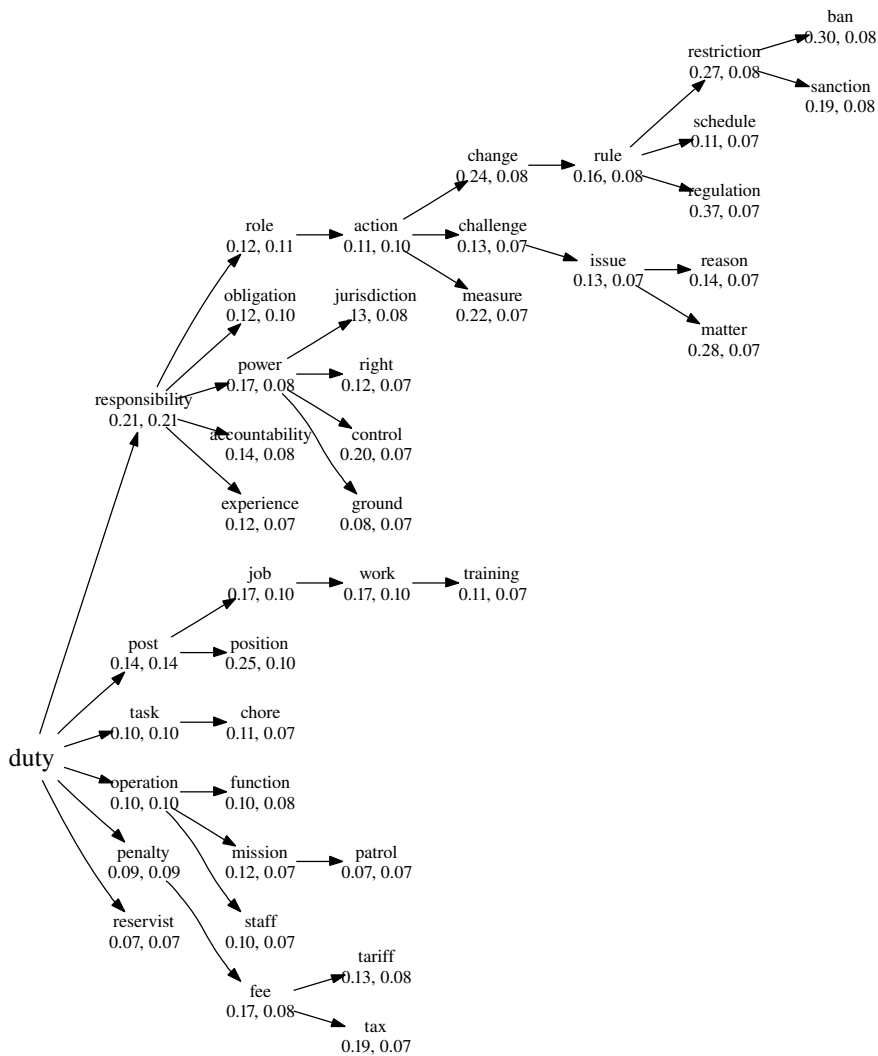 ban
0.30, 0.08
restriction
0.27, 0.08
sanction
0.19, 0.08
schedule
0.11, 0.07
change
0.24, 0.08
rule
0.16, 0.08
regulation
0.37, 0.07
role
0.12, 0.11
action
0.11, 0.10
challenge
0.13, 0.07
issue
0.13, 0.07
reason
0.14, 0.07
obligation
0.12, 0.10
jurisdiction
13, 0.08
measure
0.22, 0.07
matter
0.28, 0.07
power
0.17, 0.08
right
0.12, 0.07
responsibility
0.21, 0.21
accountability
0.14, 0.08
control
0.20, 0.07
experience
0.12, 0.07
ground
0.08, 0.07
job
0.17, 0.10
work
0.17, 0.10
training
0.11, 0.07
post
0.14, 0.14
position
0.25, 0.10
task
0.10, 0.10
chore
0.11, 0.07
duty
operation
0.10, 0.10
function
0.10, 0.08
penalty
0.09, 0.09
mission
0.12, 0.07
patrol
0.07, 0.07
reservist
0.07, 0.07
staff
0.10, 0.07
tariff
0.13, 0.08
fee
0.17, 0.08
tax
0.19, 0.07